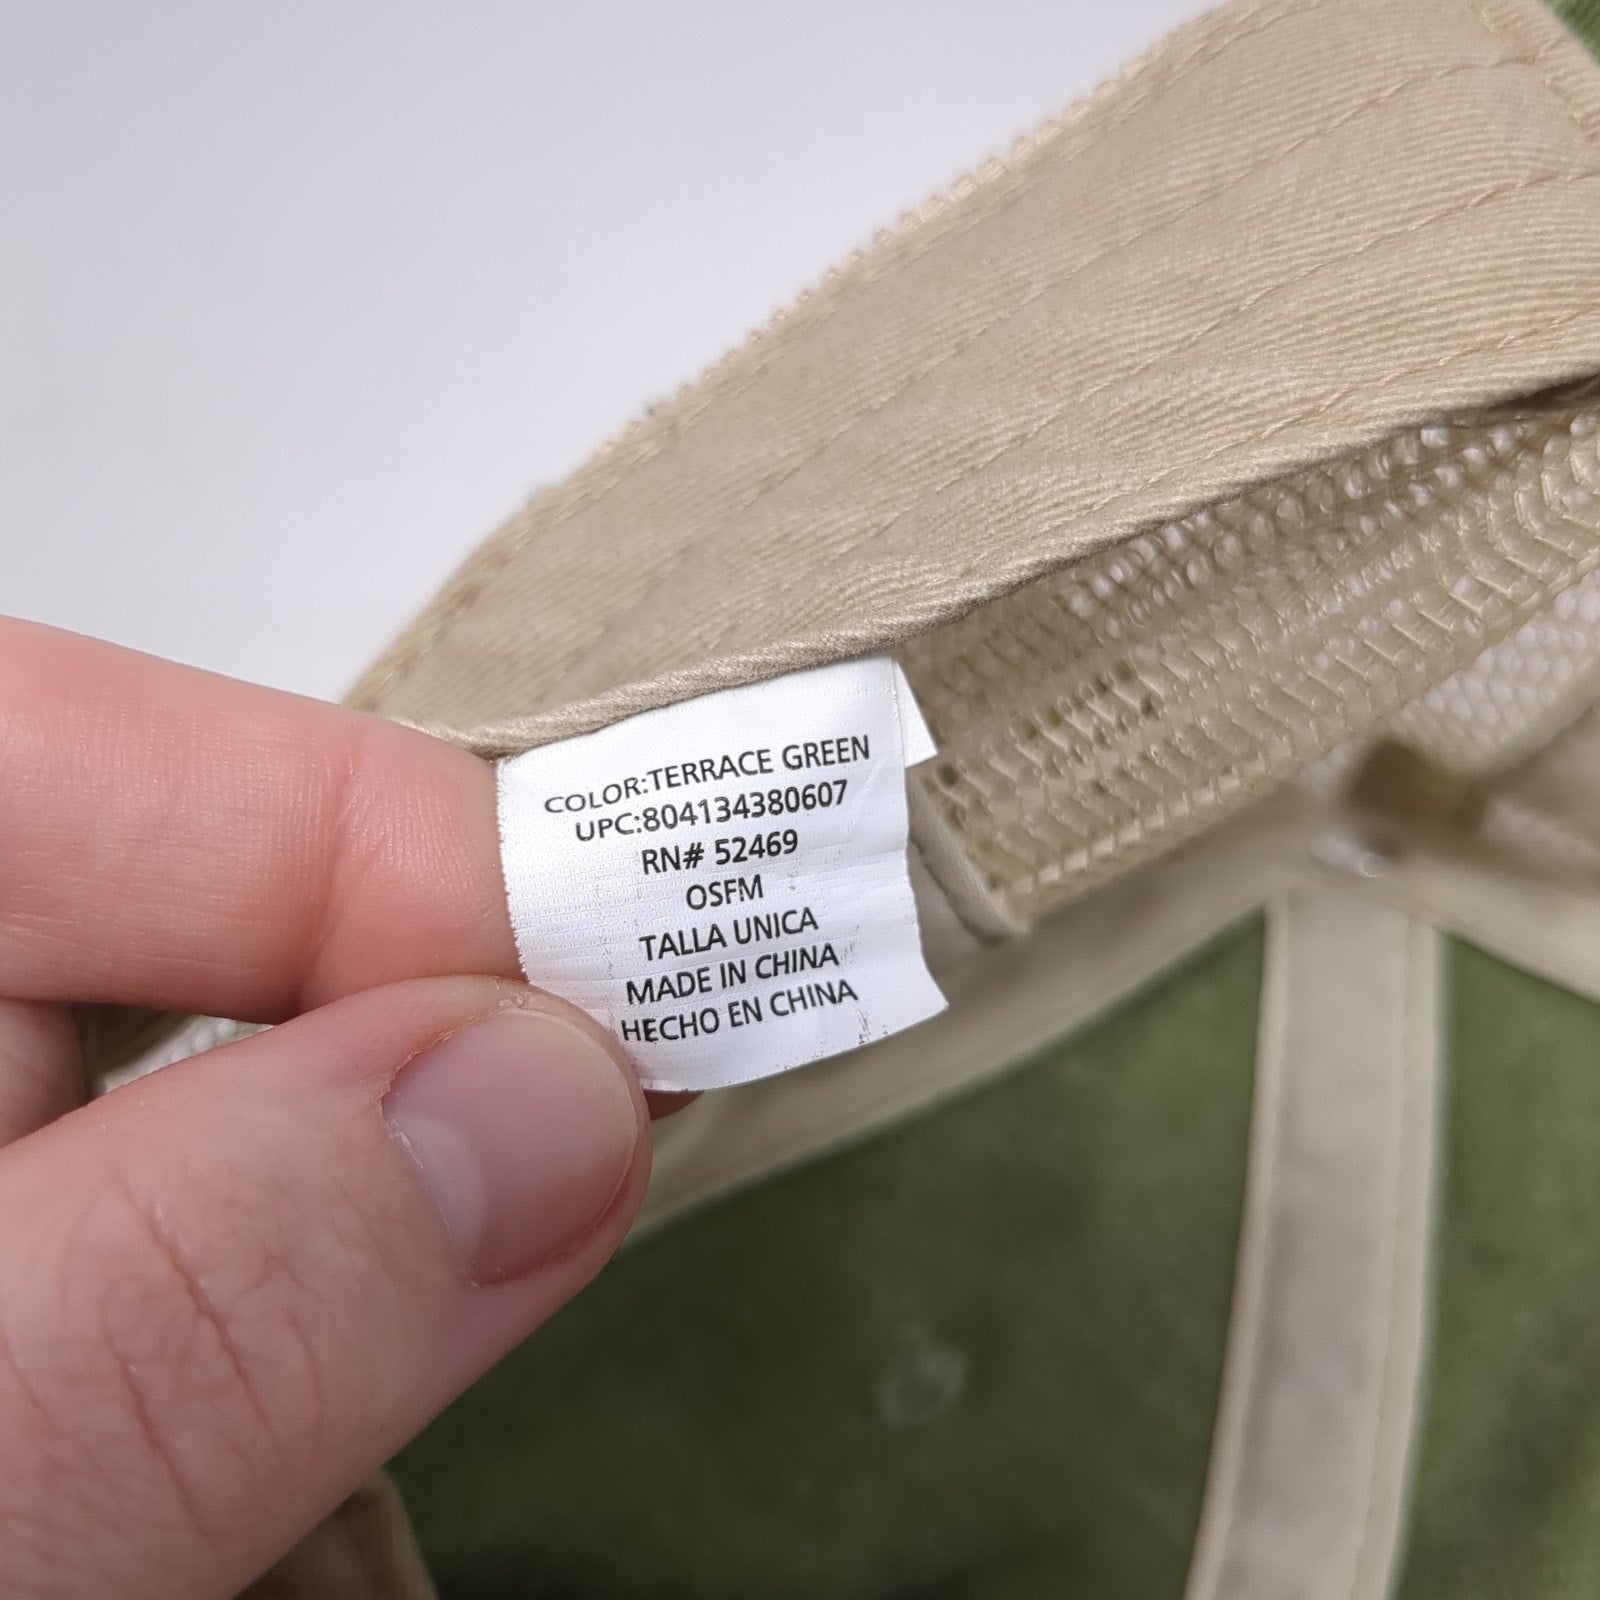 COLOR:TERRACE GREEN
UPC:804134380607
RN# 52469
OSFM
TALLA UNICA
MADE IN CHINA
HECHO EN CHINA